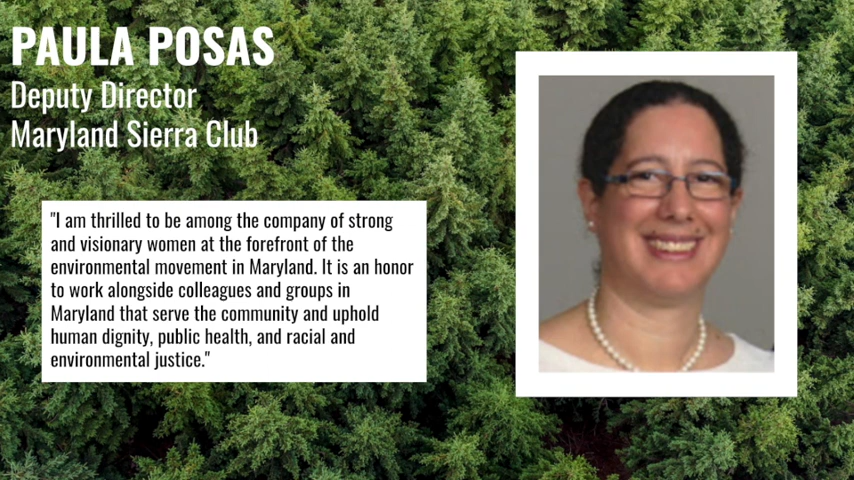 PAULA POSAS
Deputy Director
Maryland Sierra Club
"I am thrilled to be among the company of strong
and visionary women at the forefront of the
environmental movement in Maryland. It is an honor
to work alongside colleagues and groups in
Maryland that serve the community and uphold
human dignity, public health, and racial and
environmental justice."